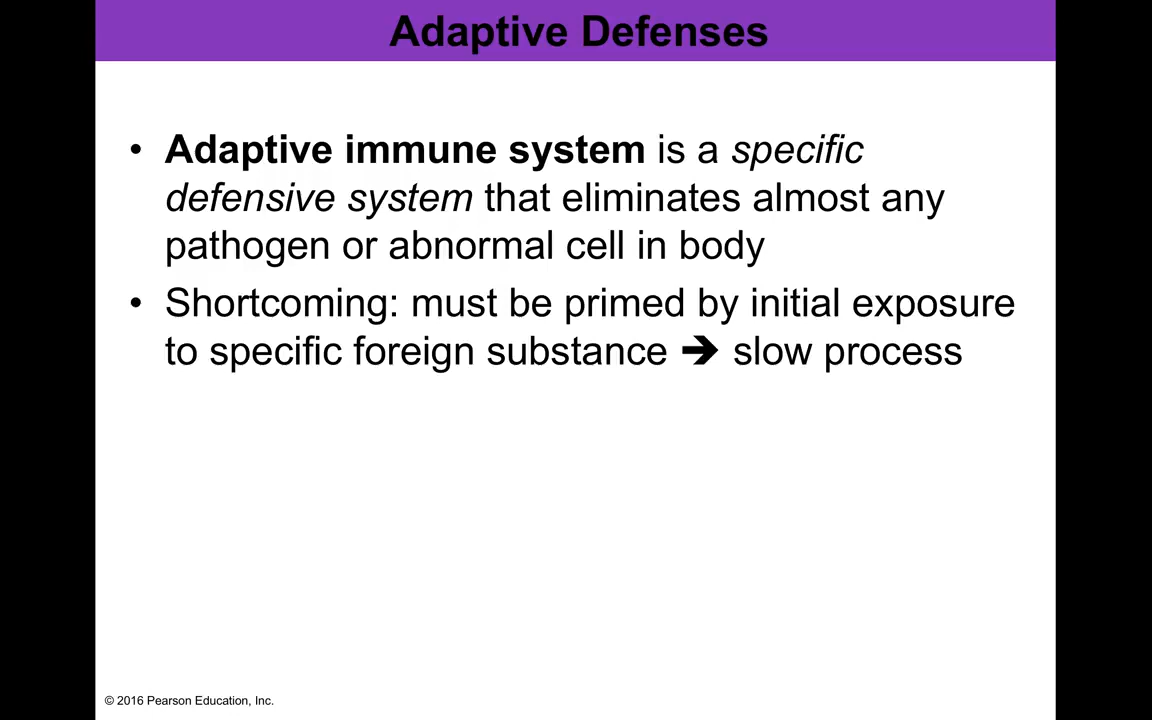 Adaptive Defenses
• Adaptive immune system is a specific
defensive system that eliminates almost any
pathogen or abnormal cell in body
• Shortcoming: must be primed by initial exposure
to specific foreign substance ➔ slow process
© 2016 Pearson Education, Inc.